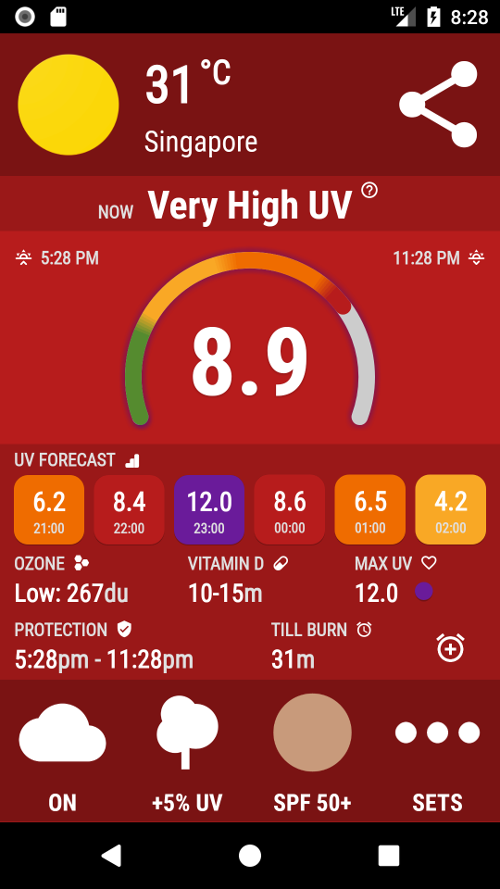 LTE 8:28
31 °C
Singapore
NOW Very High UV ?
5:28 PM 11:28 PM
8.9
UV FORECAST
6.2 8.4 12.0 8.6 6.5 4.2
21:00 22:00 23:00 00:00 01:00 02:00
OZONE VITAMIN D MAX UV
Low: 267du 10-15m 12.0
PROTECTION TILL BURN
5:28pm - 11:28pm 31m
ON +5% UV SPF 50+ SETS